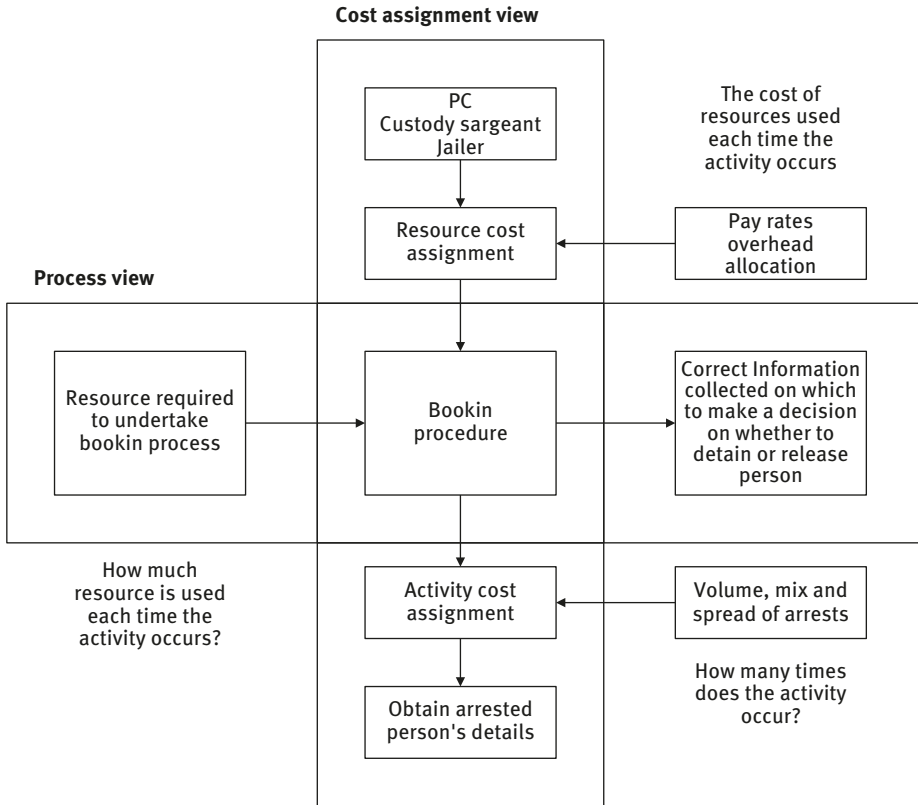 Cost assignment view
PC
Custody sargeant
Jailer
The cost of
resources used
each time the
activity occurs
Resource cost
assignment
Pay rates
overhead
allocation
Process view
Resource required
to undertake
bookin process
Bookin
procedure
Correct Information
collected on which
to make a decision
on whether to
detain or release
person
How much
resource is used
each time the
activity occurs?
Activity cost
assignment
Volume, mix and
spread of arrests
How many times
does the activity
occur?
Obtain arrested
person's details